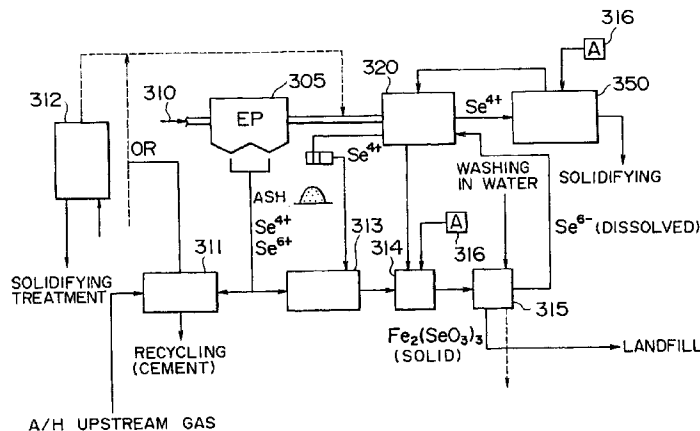 316
A
320
305
350
312
310
EP
Se4+
OR
Se4+
WASHING
IN WATER
SOLIDIFYING
ASH
Se4+
Se6+
Se6- (DISSOLVED)
A
313
314
316
311
SOLIDIFYING
TREATMENT
315
Fe2(SeO3)3
(SOLID)
RECYCLING
(CEMENT)
LANDFILL
A/H UPSTREAM GAS